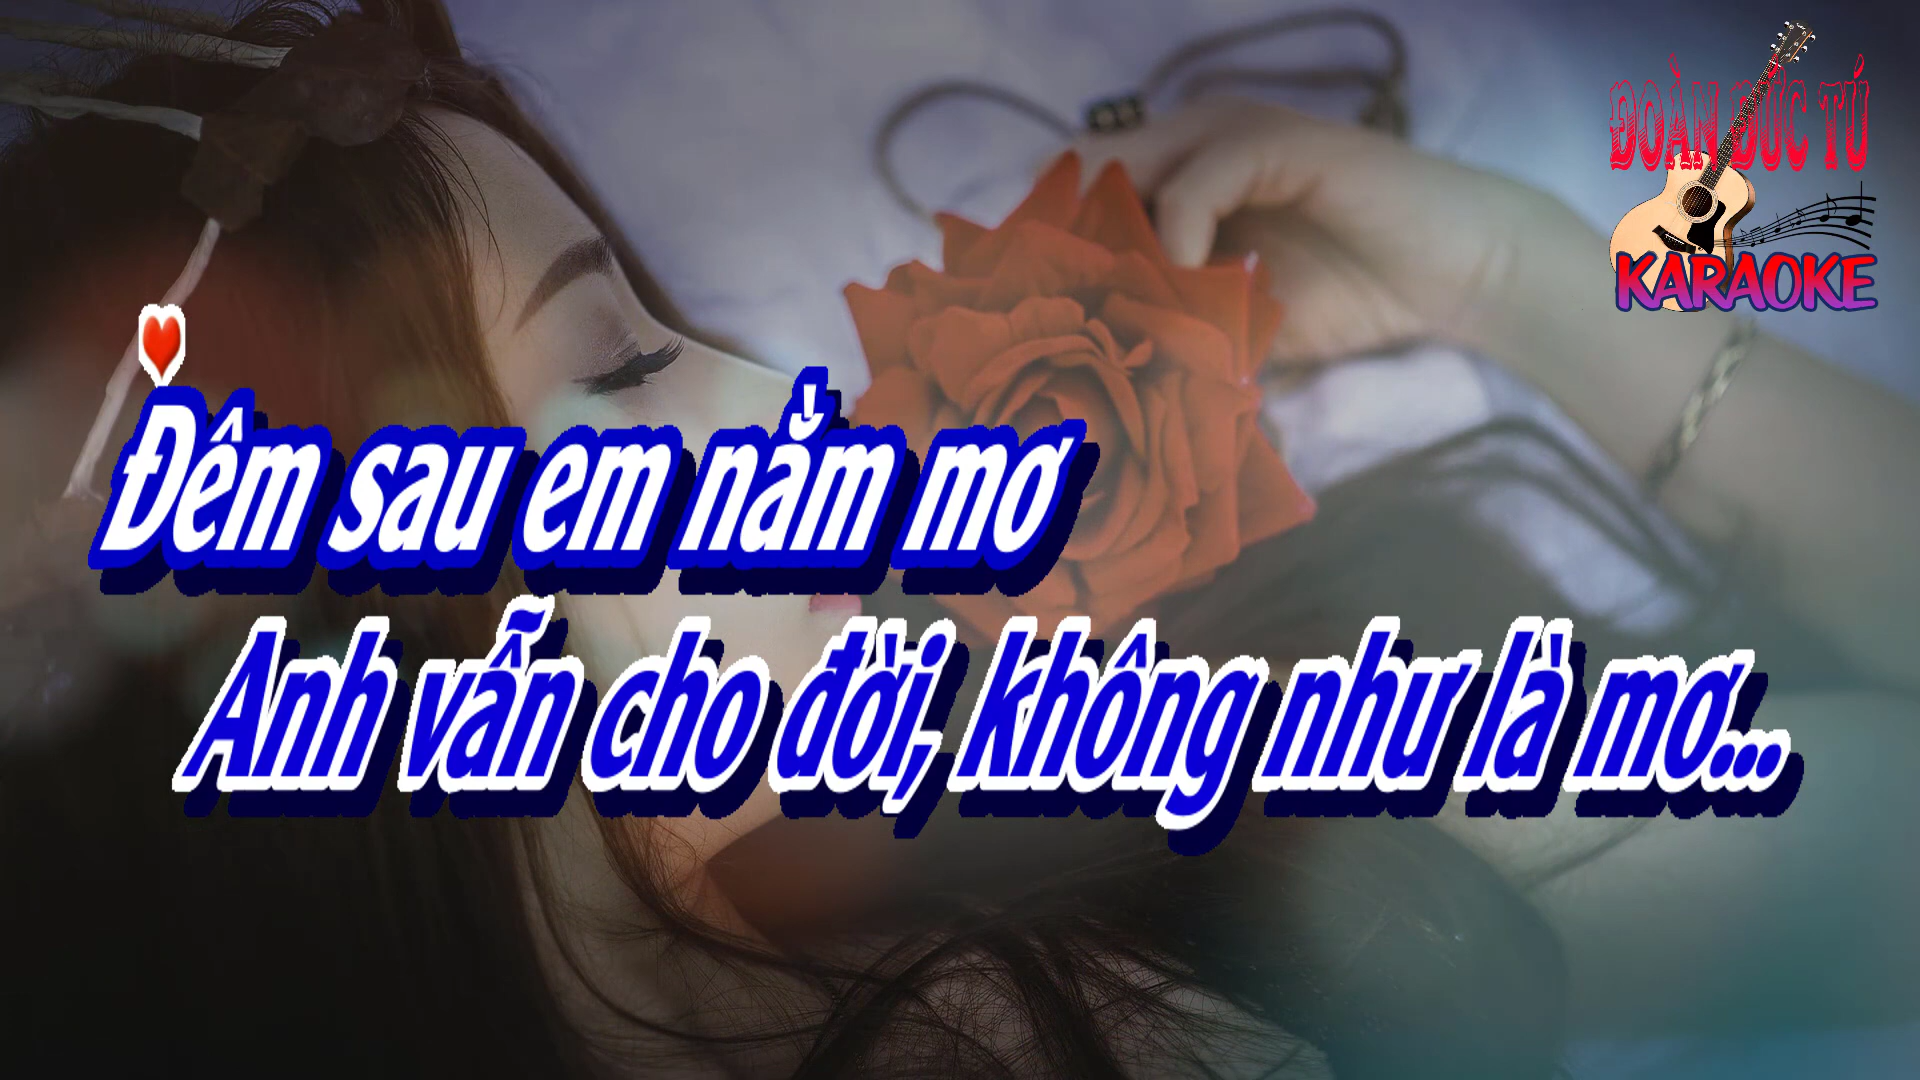 ĐOÀN ĐỨC TÚ
KARAOKE
Đêm sau em nằm mơ
Anh vẫn cho đời, không như là mơ...